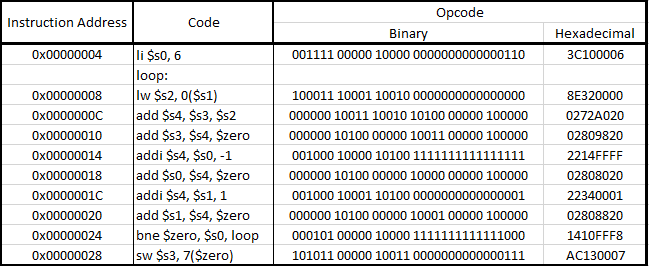 Instruction Address Code Opcode
Binary Hexadecimal
0x00000004 li $s0, 6 001111 00000 10000 0000000000000110 3C100006
loop:
0x00000008 lw $s2, 0($s1) 100011 10001 10010 0000000000000000 8E320000
0x0000000C add $s4, $s3, $s2 000000 10011 10010 10100 00000 100000 0272A020
0x00000010 add $s3, $s4, $zero 000000 10100 00000 10011 00000 100000 02809820
0x00000014 addi $s4, $s0, -1 001000 10000 10100 1111111111111111 2214FFFF
0x00000018 add $s0, $s4, $zero 000000 10100 00000 10000 00000 100000 02808020
0x0000001C addi $s4, $s1, 1 001000 10001 10100 0000000000000001 22340001
0x00000020 add $s1, $s4, $zero 000000 10100 00000 10001 00000 100000 02808820
0x00000024 bne $zero, $s0, loop 000101 00000 10000 1111111111111000 1410FFF8
0x00000028 sw $s3, 7($zero) 101011 00000 10011 0000000000000111 AC130007